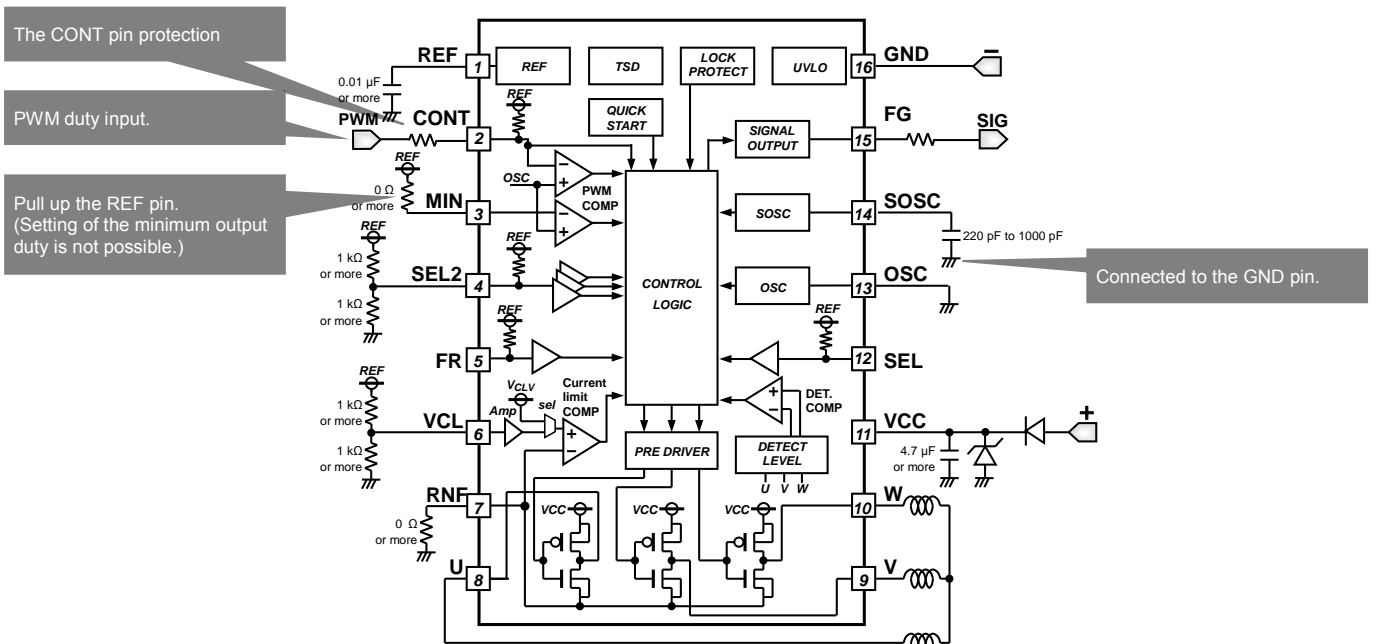 The CONT pin protection
PWM duty input.
Pull up the REF pin.
(Setting of the minimum output
duty is not possible.)
REF
1
0.01 µF
or more
PWM
CONT
2
REF
0 Ω
or more
MIN
3
REF
1 kΩ
or more
SEL2
4
1 kΩ
or more
FR
5
REF
1 kΩ
or more
VCL
6
1 kΩ
or more
RNF
7
0 Ω
or more
U
8
REF
TSD
LOCK
PROTECT
UVLO
REF
QUICK
START
SIGNAL
OUTPUT
OSC
PWM
COMP
SOSC
REF
CONTROL
LOGIC
OSC
REF
REF
VCLV
Amp
sel
Current
limit
COMP
DET.
COMP
PRE DRIVER
DETECT
LEVEL
U V W
VCC
VCC
VCC
16
GND
–
15
FG
SIG
14
SOSC
220 pF to 1000 pF
13
OSC
Connected to the GND pin.
12
SEL
11
VCC
+
4.7 µF
or more
10
W
9
V